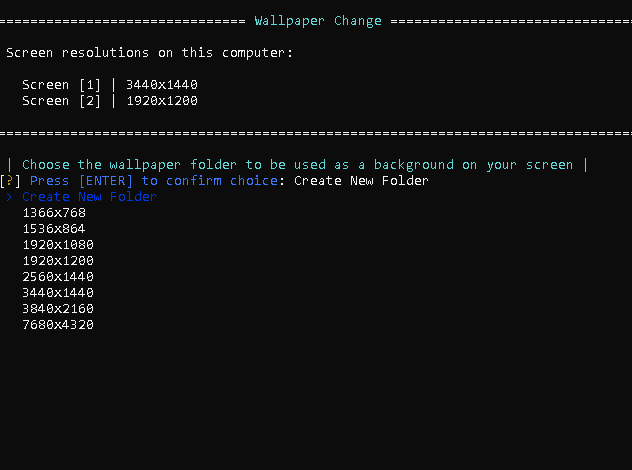 =============================== Wallpaper Change ===============================
Screen resolutions on this computer:
Screen [1] | 3440x1440
Screen [2] | 1920x1200
================================================================================
| Choose the wallpaper folder to be used as a background on your screen |
[?] Press [ENTER] to confirm choice: Create New Folder
> Create New Folder
1366x768
1536x864
1920x1080
1920x1200
2560x1440
3440x1440
3840x2160
7680x4320